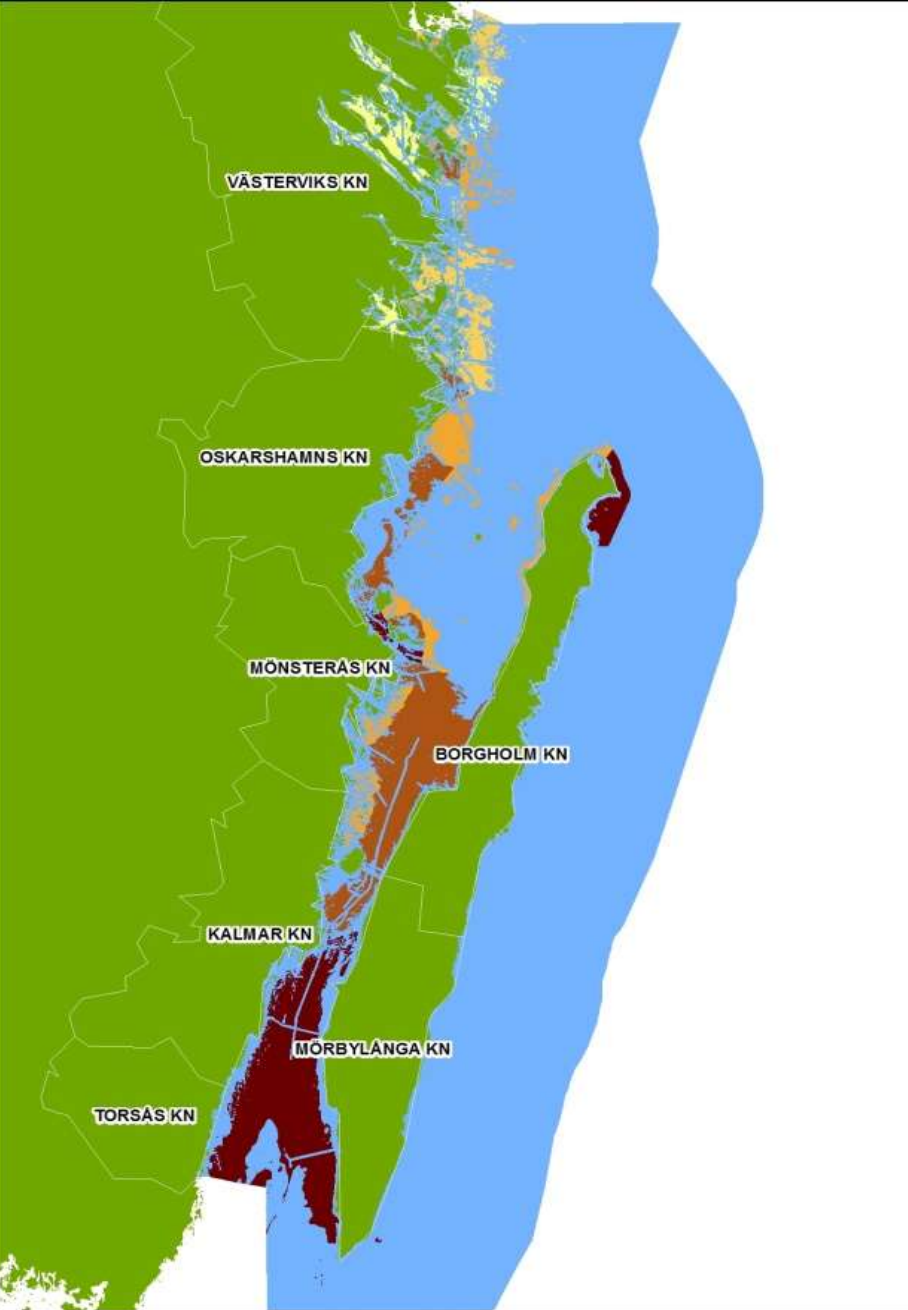 VÄSTERVIKS KN
OSKARSHAMNS KN
MÖNSTERÅS KN
BORGHOLM KN
KALMAR KN
MÖRBYLÅNGA KN
TORSÅS KN